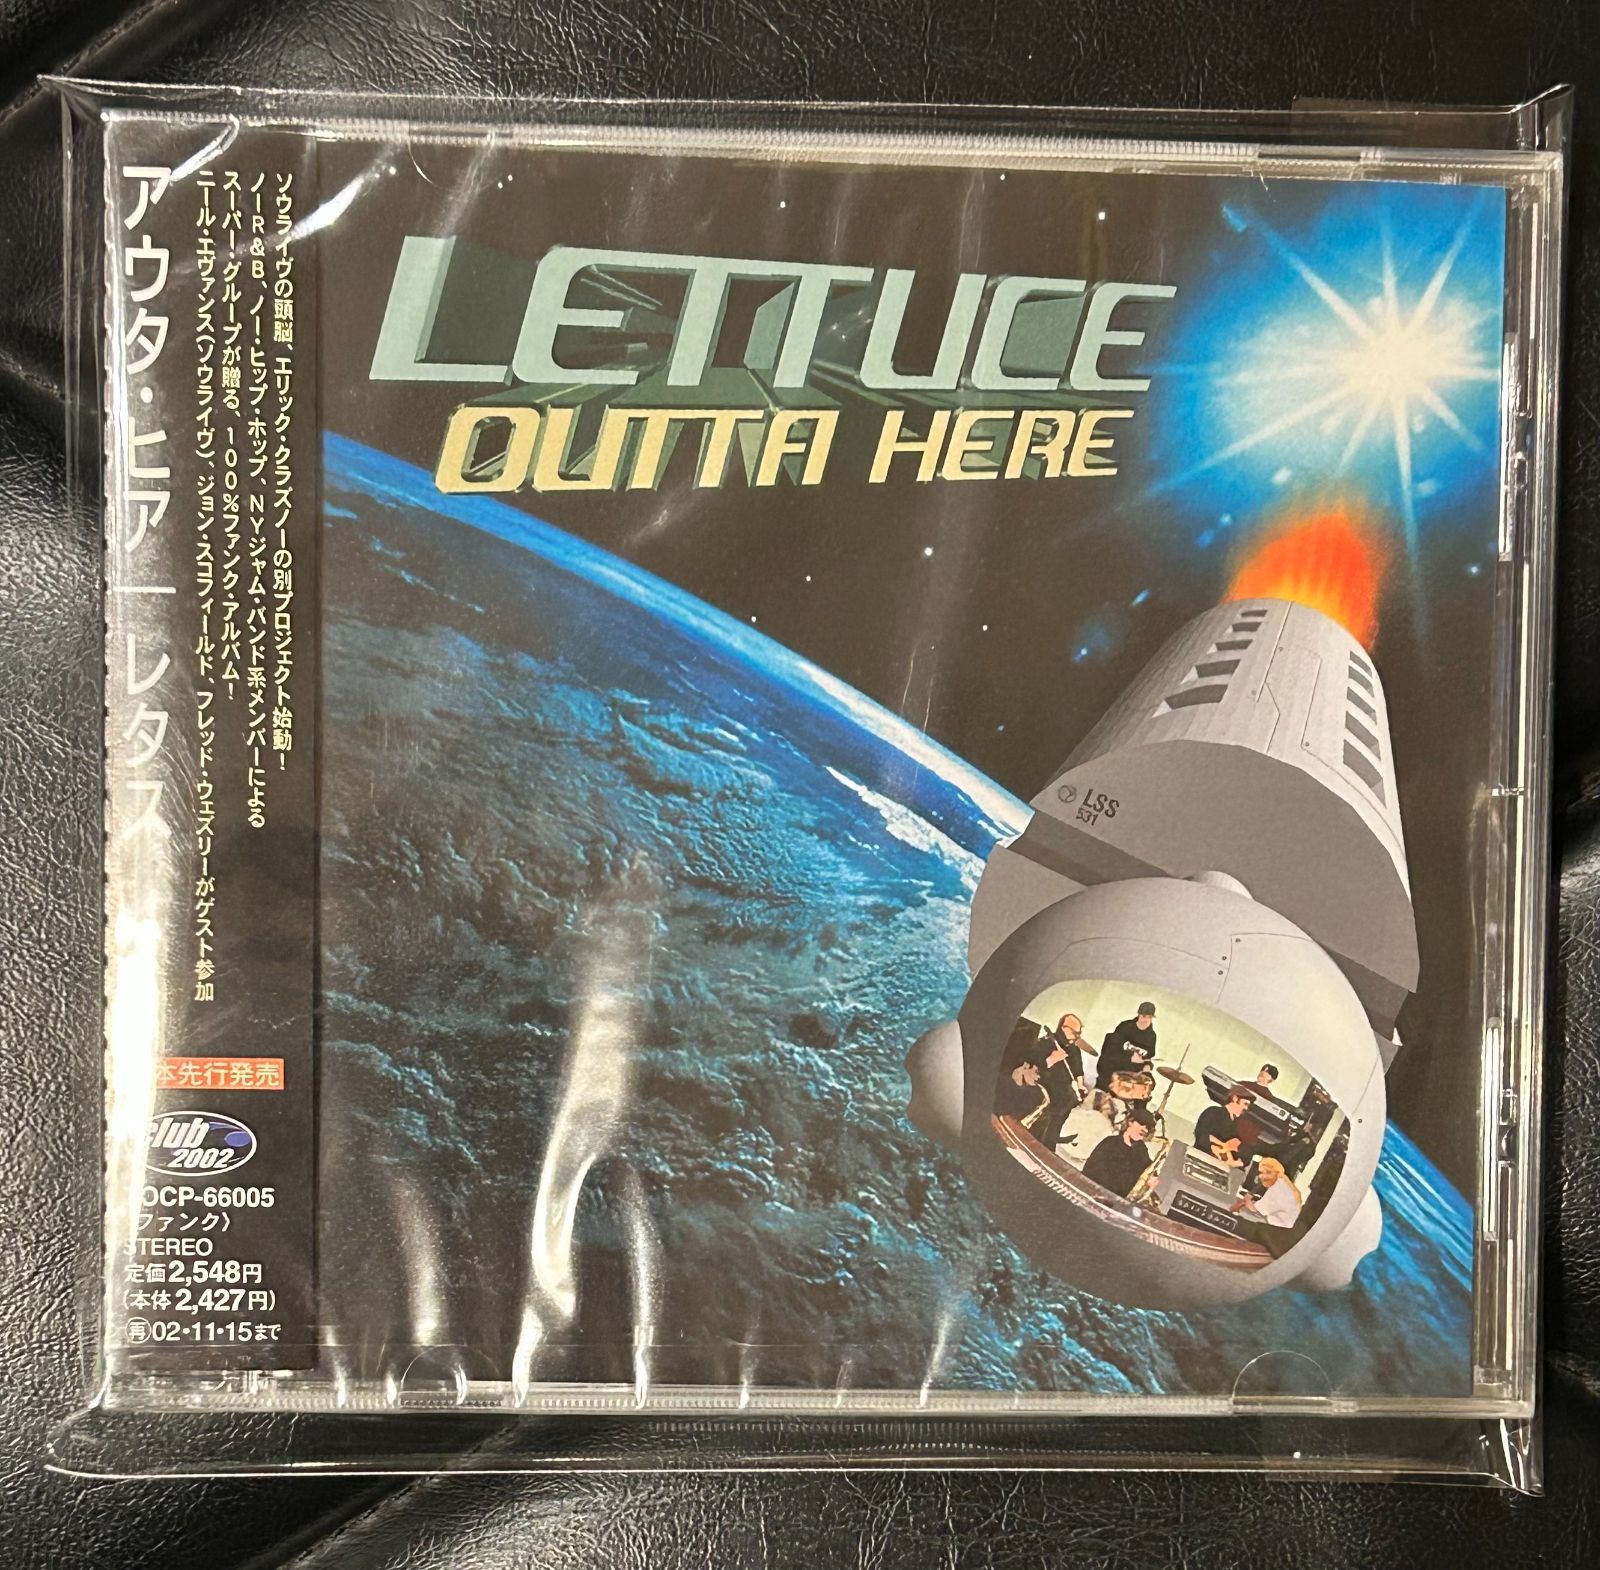 アウタ・ヒア｜レタス
ソウライヴの頭脳、エリック・クラズノーの別プロジェクト始動！
ノーR&B、ノー・ヒップ・ホップ、NYジャム・バンド系メンバーによる
スーパー・グループが贈る、100%ファンク・アルバム！
ニール・エヴァンス(ソウライヴ)、ジョン・スコフィールド、フレッド・ウェズリーがゲスト参加
本先行発売
club
2002
OCP-66005
ファンク〉
STEREO
定価2,548円
(本体2,427円)
再02・11・15まで
LETTUCE
OUTTA HERE
LSS
531